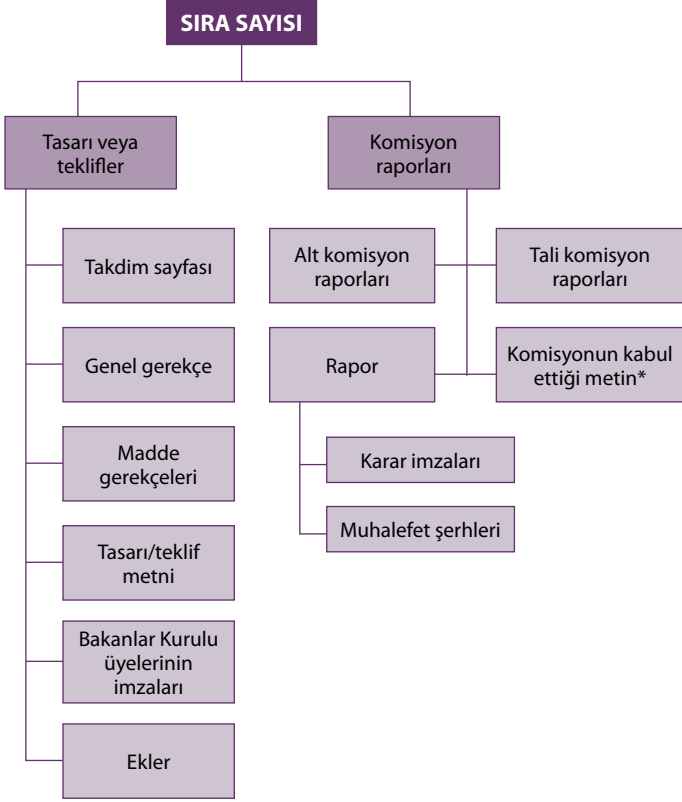 SIRA SAYISI
Tasarı veya
teklifler
Takdim sayfası
Genel gerekçe
Madde
gerekçeleri
Tasarı/teklif
metni
Bakanlar Kurulu
üyelerinin
imzaları
Ekler
Komisyon
raporları
Alt komisyon
raporları
Tali komisyon
raporları
Rapor
Komisyonun kabul
ettiği metin*
Karar imzaları
Muhalefet şerhleri